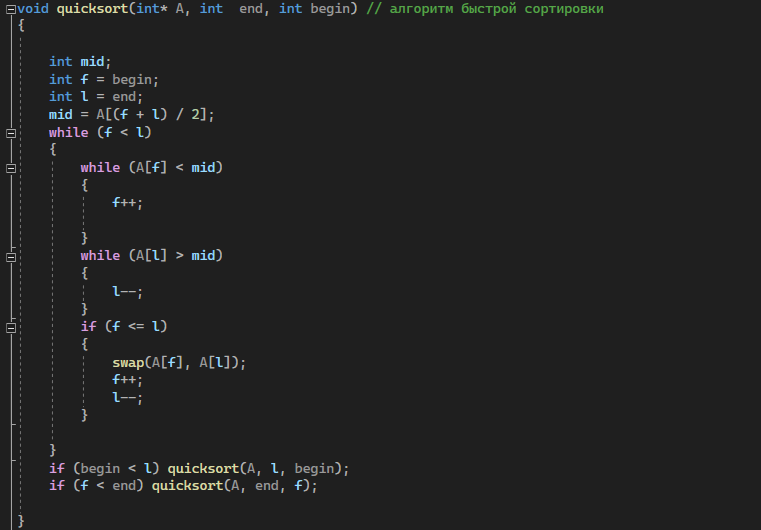 void quicksort(int* A, int  end, int begin) // алгоритм быстрой сортировки
{
int mid;
int f = begin;
int l = end;
mid = A[(f + l) / 2];
while (f < l)
{
while (A[f] < mid)
{
f++;
}
while (A[l] > mid)
{
l--;
}
if (f <= l)
{
swap(A[f], A[l]);
f++;
l--;
}
}
if (begin < l) quicksort(A, l, begin);
if (f < end) quicksort(A, end, f);
}